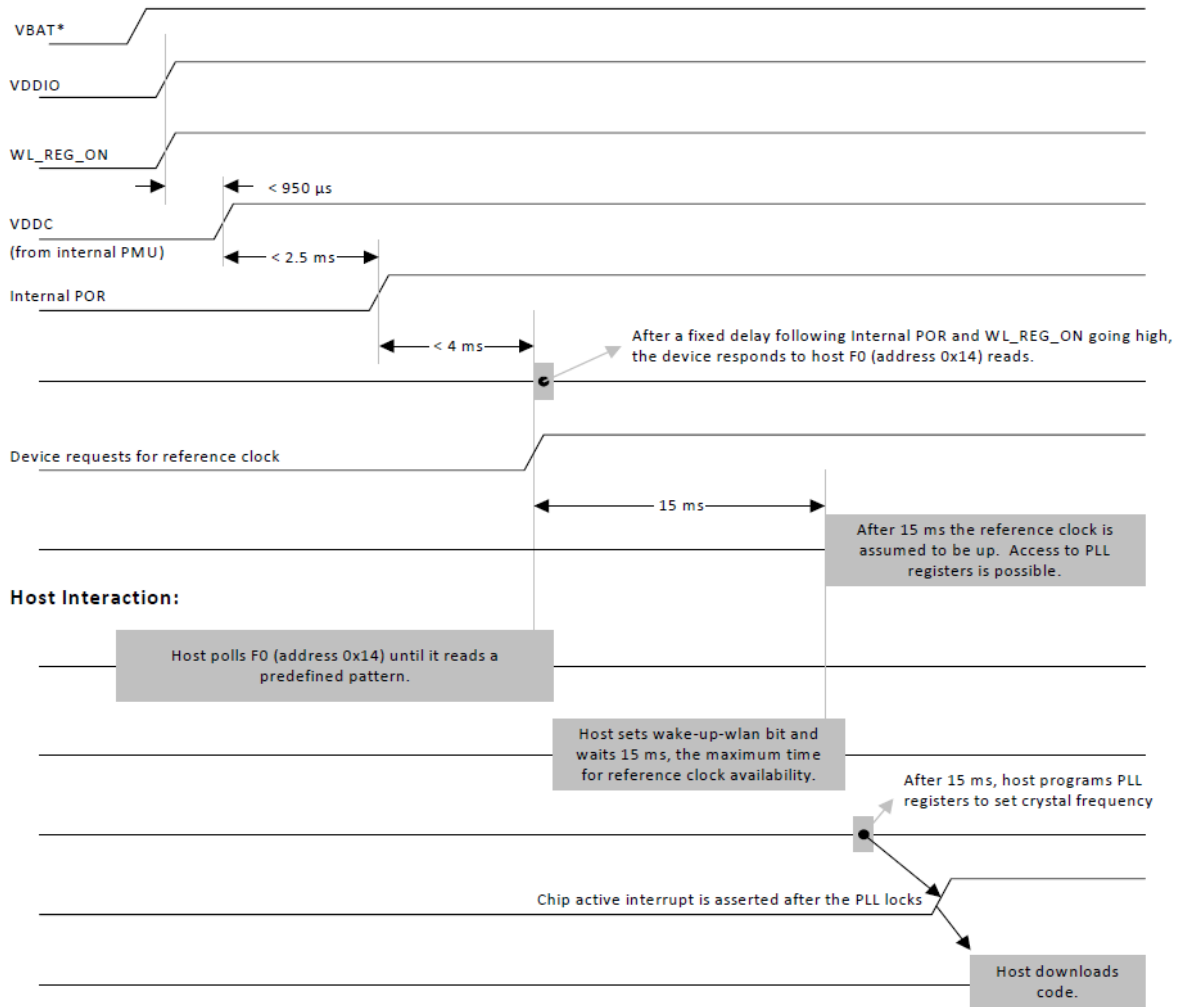 VBAT*
VDDIO
WL_REG_ON
< 950 µs
VDDC
(from internal PMU)
< 2.5 ms
Internal POR
< 4 ms
After a fixed delay following Internal POR and WL_REG_ON going high,
the device responds to host F0 (address 0x14) reads.
Device requests for reference clock
15 ms
After 15 ms the reference clock is
assumed to be up. Access to PLL
registers is possible.
Host Interaction:
Host polls F0 (address 0x14) until it reads a
predefined pattern.
Host sets wake-up-wlan bit and
waits 15 ms, the maximum time
for reference clock availability.
After 15 ms, host programs PLL
registers to set crystal frequency
Chip active interrupt is asserted after the PLL locks
Host downloads
code.